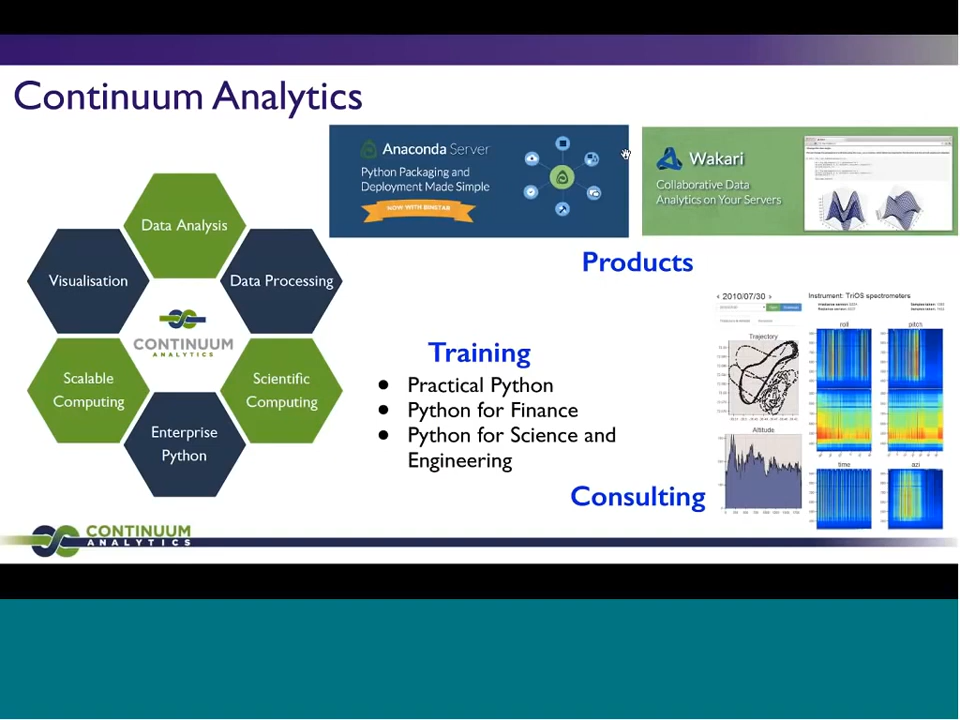 Continuum Analytics
Anaconda Server
Python Packaging and
Deployment Made Simple
NOW WITH BINSTAR
Wakari
Collaborative Data
Analytics on Your Servers
Data Analysis
Visualisation
Data Processing
CONTINUUM
ANALYTICS
Scalable
Computing
Scientific
Computing
Enterprise
Python
Products
Training
● Practical Python
● Python for Finance
● Python for Science and
Engineering
Consulting
‹ 2010/07/30 ›
Instrument: TriOS spectrometers
Trajectory
Altitude
roll
pitch
time
azi
CONTINUUM
ANALYTICS